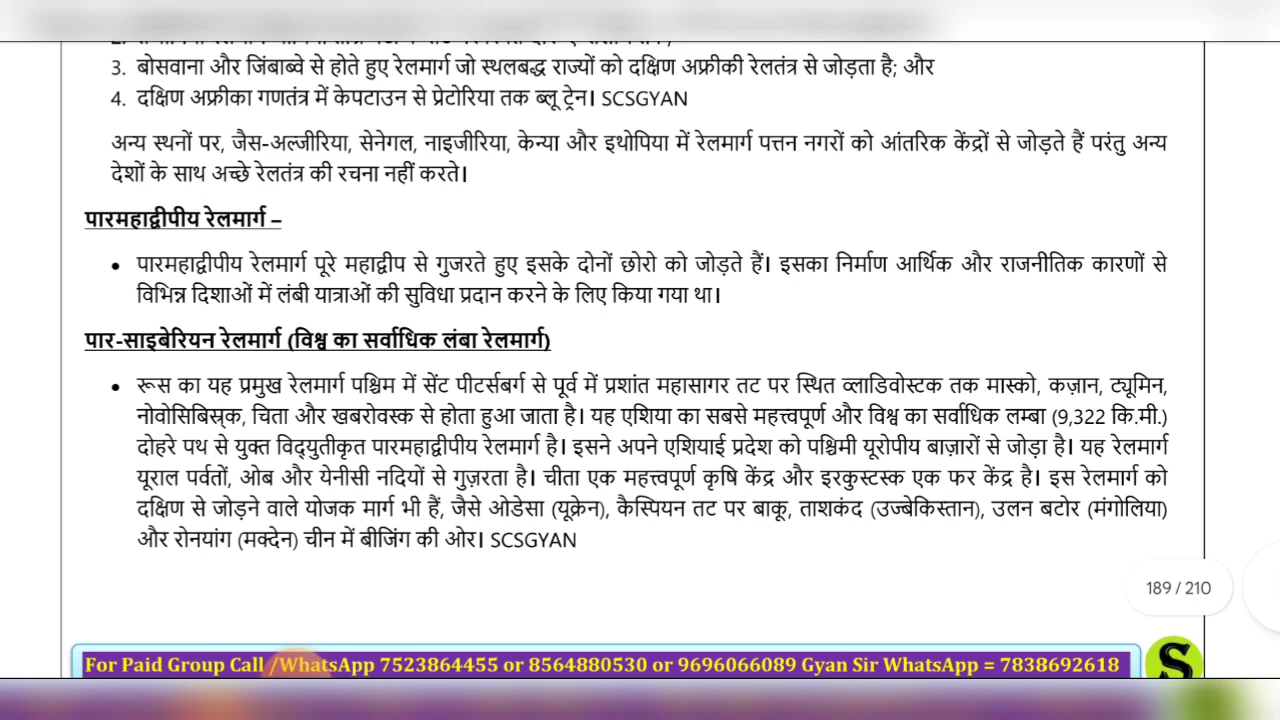 3. बोसवाना और जिंबाब्वे से होते हुए रेलमार्ग जो स्थलबद्ध राज्यों को दक्षिण अफ्रीकी रेलतंत्र से जोड़ता है; और
4. दक्षिण अफ्रीका गणतंत्र में केपटाउन से प्रेटोरिया तक ब्लू ट्रेन। SCSGYAN
अन्य स्थनों पर, जैस-अल्जीरिया, सेनेगल, नाइजीरिया, केन्या और इथोपिया में रेलमार्ग पत्तन नगरों को आंतरिक केंद्रों से जोड़ते हैं परंतु अन्य
देशों के साथ अच्छे रेलतंत्र की रचना नहीं करते।
पारमहाद्वीपीय रेलमार्ग –
• पारमहाद्वीपीय रेलमार्ग पूरे महाद्वीप से गुजरते हुए इसके दोनों छोरो को जोड़ते हैं। इसका निर्माण आर्थिक और राजनीतिक कारणों से
विभिन्न दिशाओं में लंबी यात्राओं की सुविधा प्रदान करने के लिए किया गया था।
पार-साइबेरियन रेलमार्ग (विश्व का सर्वाधिक लंबा रेलमार्ग)
• रूस का यह प्रमुख रेलमार्ग पश्चिम में सेंट पीटर्सबर्ग से पूर्व में प्रशांत महासागर तट पर स्थित व्लाडिवोस्टक तक मास्को, कज़ान, ट्यूमिन,
नोवोसिबिस्र्क, चिता और खबरोवस्क से होता हुआ जाता है। यह एशिया का सबसे महत्त्वपूर्ण और विश्व का सर्वाधिक लम्बा (9,322 कि.मी.)
दोहरे पथ से युक्त विद्युतीकृत पारमहाद्वीपीय रेलमार्ग है। इसने अपने एशियाई प्रदेश को पश्चिमी यूरोपीय बाज़ारों से जोड़ा है। यह रेलमार्ग
यूराल पर्वतों, ओब और येनीसी नदियों से गुज़रता है। चीता एक महत्त्वपूर्ण कृषि केंद्र और इरकुस्टस्क एक फर केंद्र है। इस रेलमार्ग को
दक्षिण से जोड़ने वाले योजक मार्ग भी हैं, जैसे ओडेसा (यूक्रेन), कैस्पियन तट पर बाकू, ताशकंद (उज्बेकिस्तान), उलन बटोर (मंगोलिया)
और रोनयांग (मक्देन) चीन में बीजिंग की ओर। SCSGYAN
189 / 210
For Paid Group Call /WhatsApp 7523864455 or 8564880530 or 9696066089 Gyan Sir WhatsApp = 7838692618
S